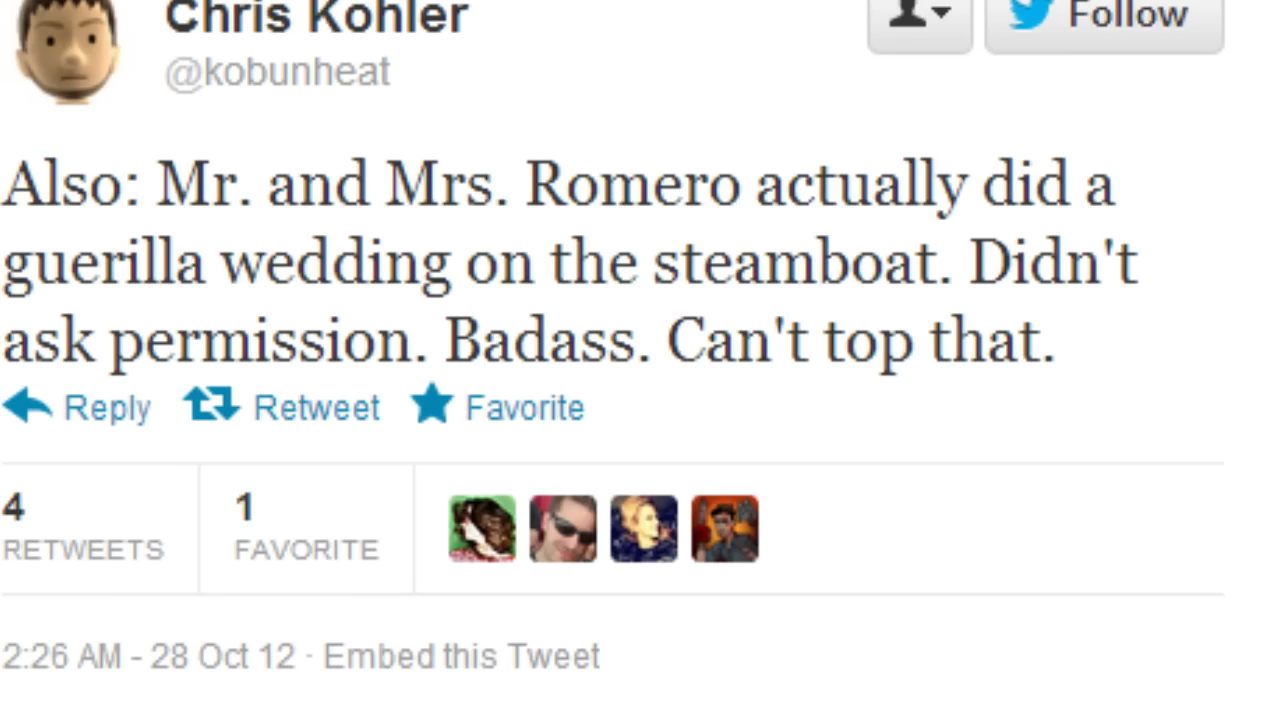 Chris Kohler
Follow
@kobunheat
Also: Mr. and Mrs. Romero actually did a
guerilla wedding on the steamboat. Didn't
ask permission. Badass. Can't top that.
Reply Retweet Favorite
4 1
RETWEETS FAVORITE
2:26 AM - 28 Oct 12 · Embed this Tweet